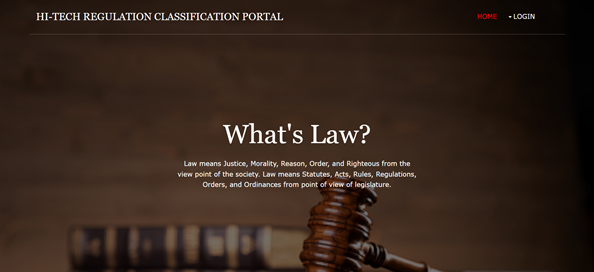 HI-TECH REGULATION CLASSIFICATION PORTAL
HOME
LOGIN
What's Law?
Law means Justice, Morality, Reason, Order, and Righteous from the
view point of the society. Law means Statutes, Acts, Rules, Regulations,
Orders, and Ordinances from point of view of legislature.